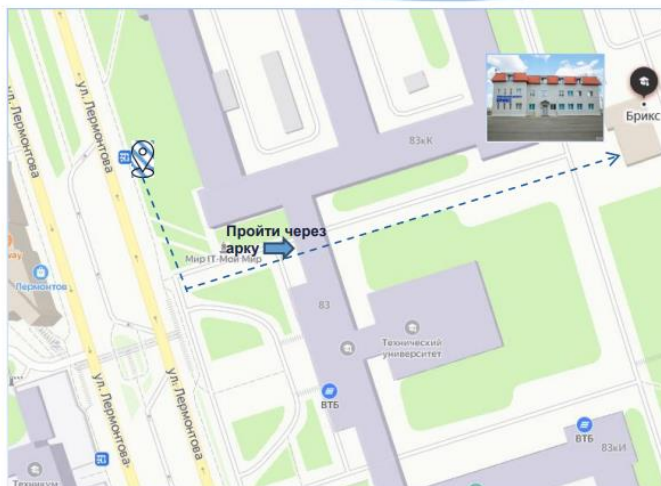 ул. Лермонтова
ул. Лермонтова
Брикс
83кК
Пройти через
арку
Мир IT-Мой Мир
way
Лермонтов
83
Технический
университет
ул. Лермонтова
ул. Лермонтова
ВТБ
ВТБ
83кИ
Техникум